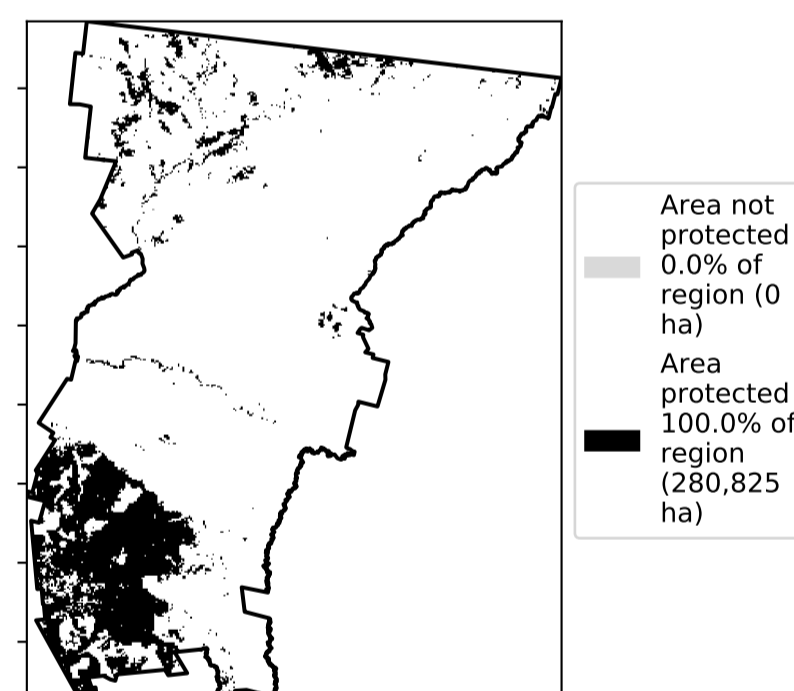 Area not
protected
0.0% of
region (0
ha)
Area
protected
100.0% of
region
(280,825
ha)